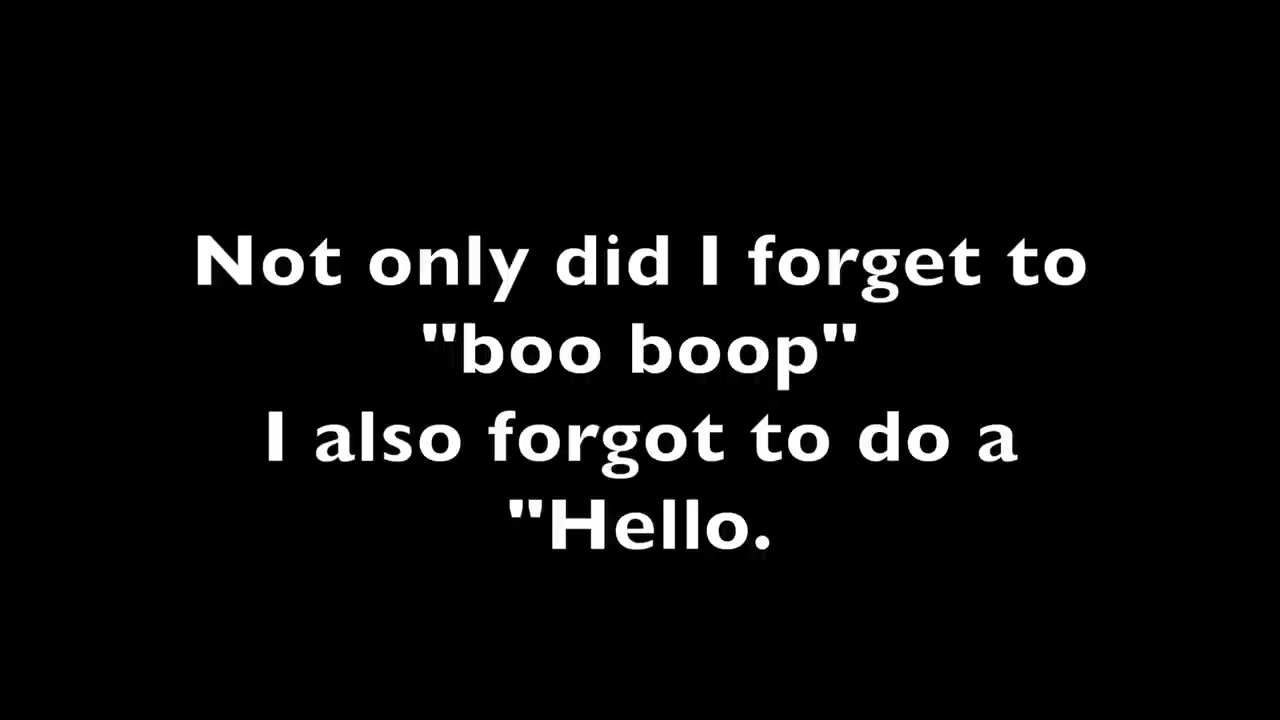 Not only did I forget to
"boo boop"
I also forgot to do a
"Hello.